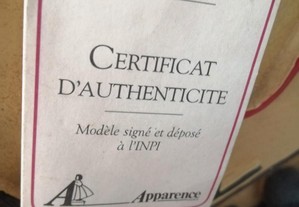 CERTIFICAT
D'AUTHENTICITE
Modèle signé et déposé
à l'INPI
Apparence